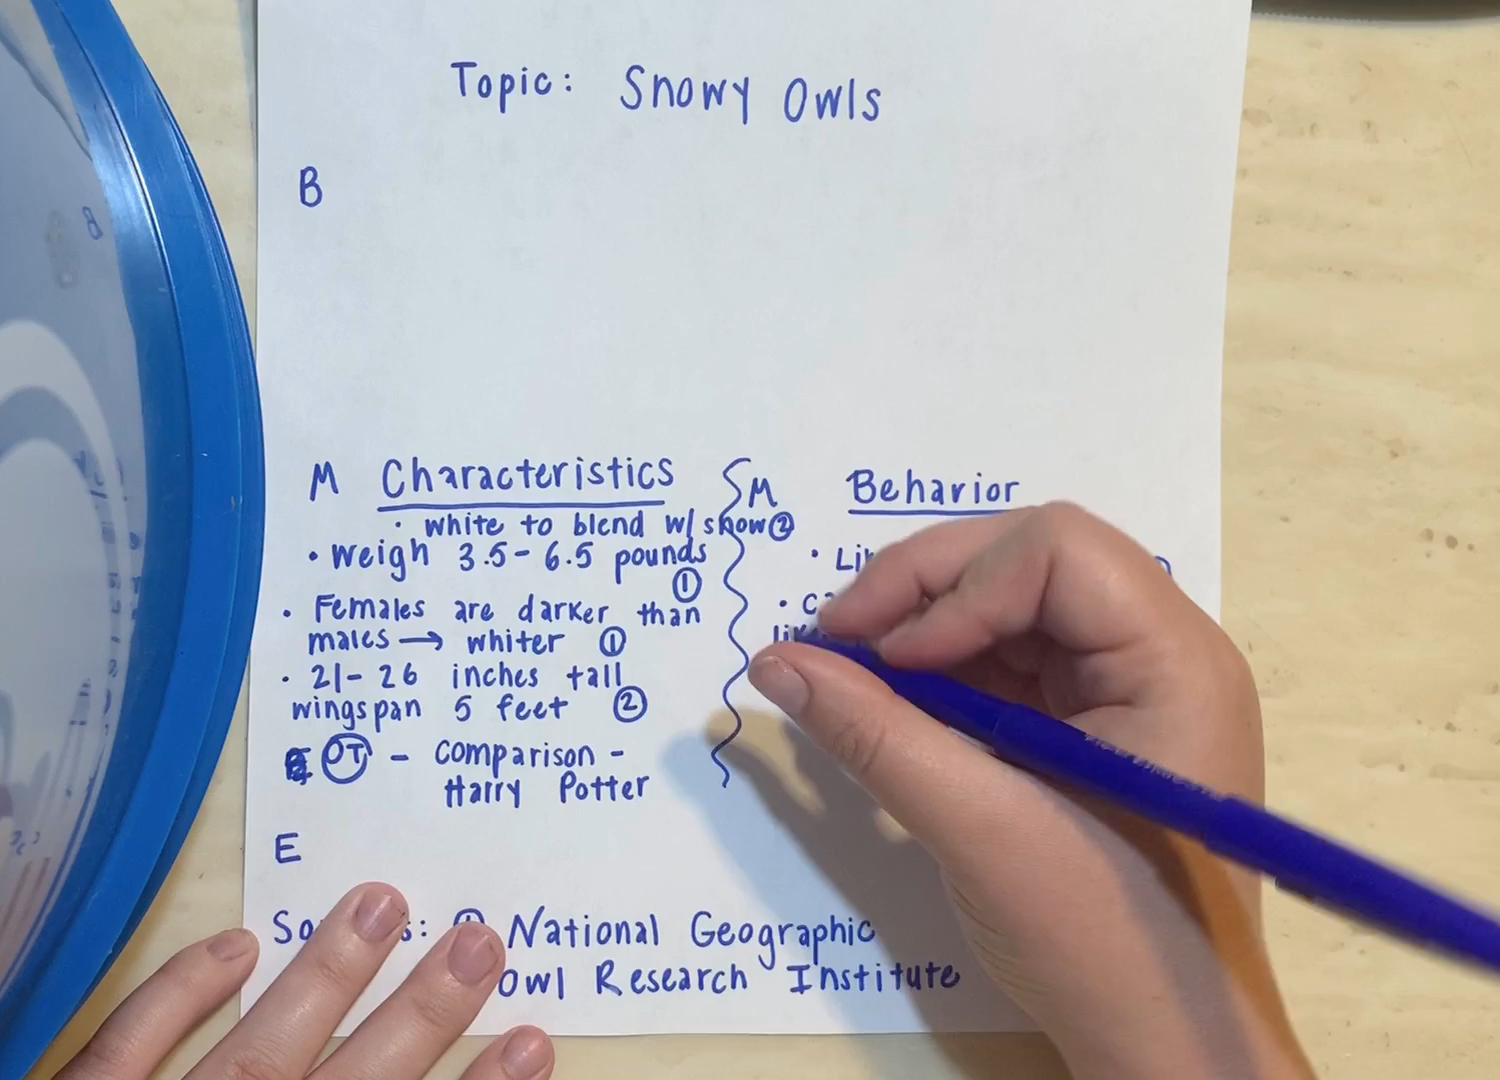 Topic: Snowy Owls
B
M Characteristics
• white to blend w/ snow ②
• weigh 3.5-6.5 pounds
①
• Females are darker than
males → whiter ①
• 21-26 inches tall
wingspan 5 feet ②
OT - comparison -
Harry Potter
M Behavior
•
•
E
① National Geographic
Owl Research Institute